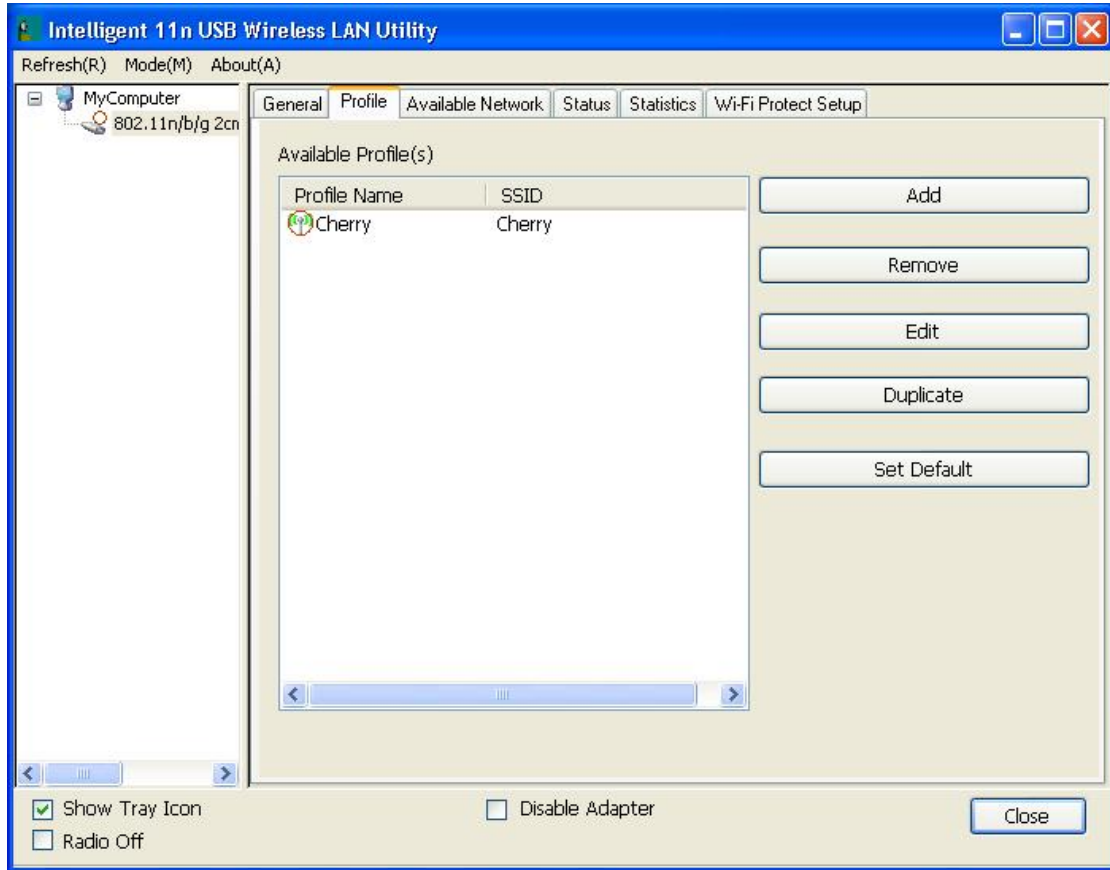 Intelligent 11n USB Wireless LAN Utility
Refresh(R) Mode(M) About(A)
MyComputer
802.11n/b/g 2cn
General Profile Available Network Status Statistics Wi-Fi Protect Setup
Available Profile(s)
Profile Name SSID
Cherry Cherry
Add
Remove
Edit
Duplicate
Set Default
Show Tray Icon
Radio Off
Disable Adapter
Close